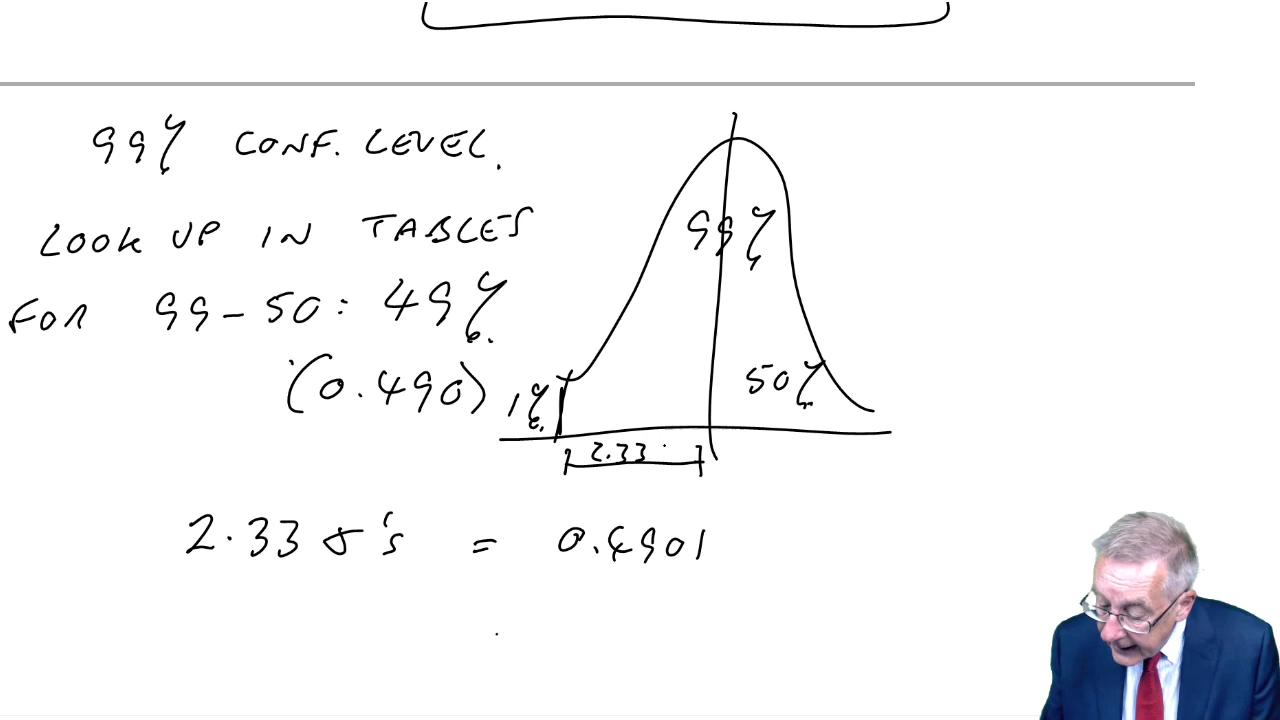 99% CONF. LEVEL.
LOOK UP IN TABLES
FOR 99-50: 49%
(0.490)
99%
50%
1%
2.33
2.33 σ's = 0.4901